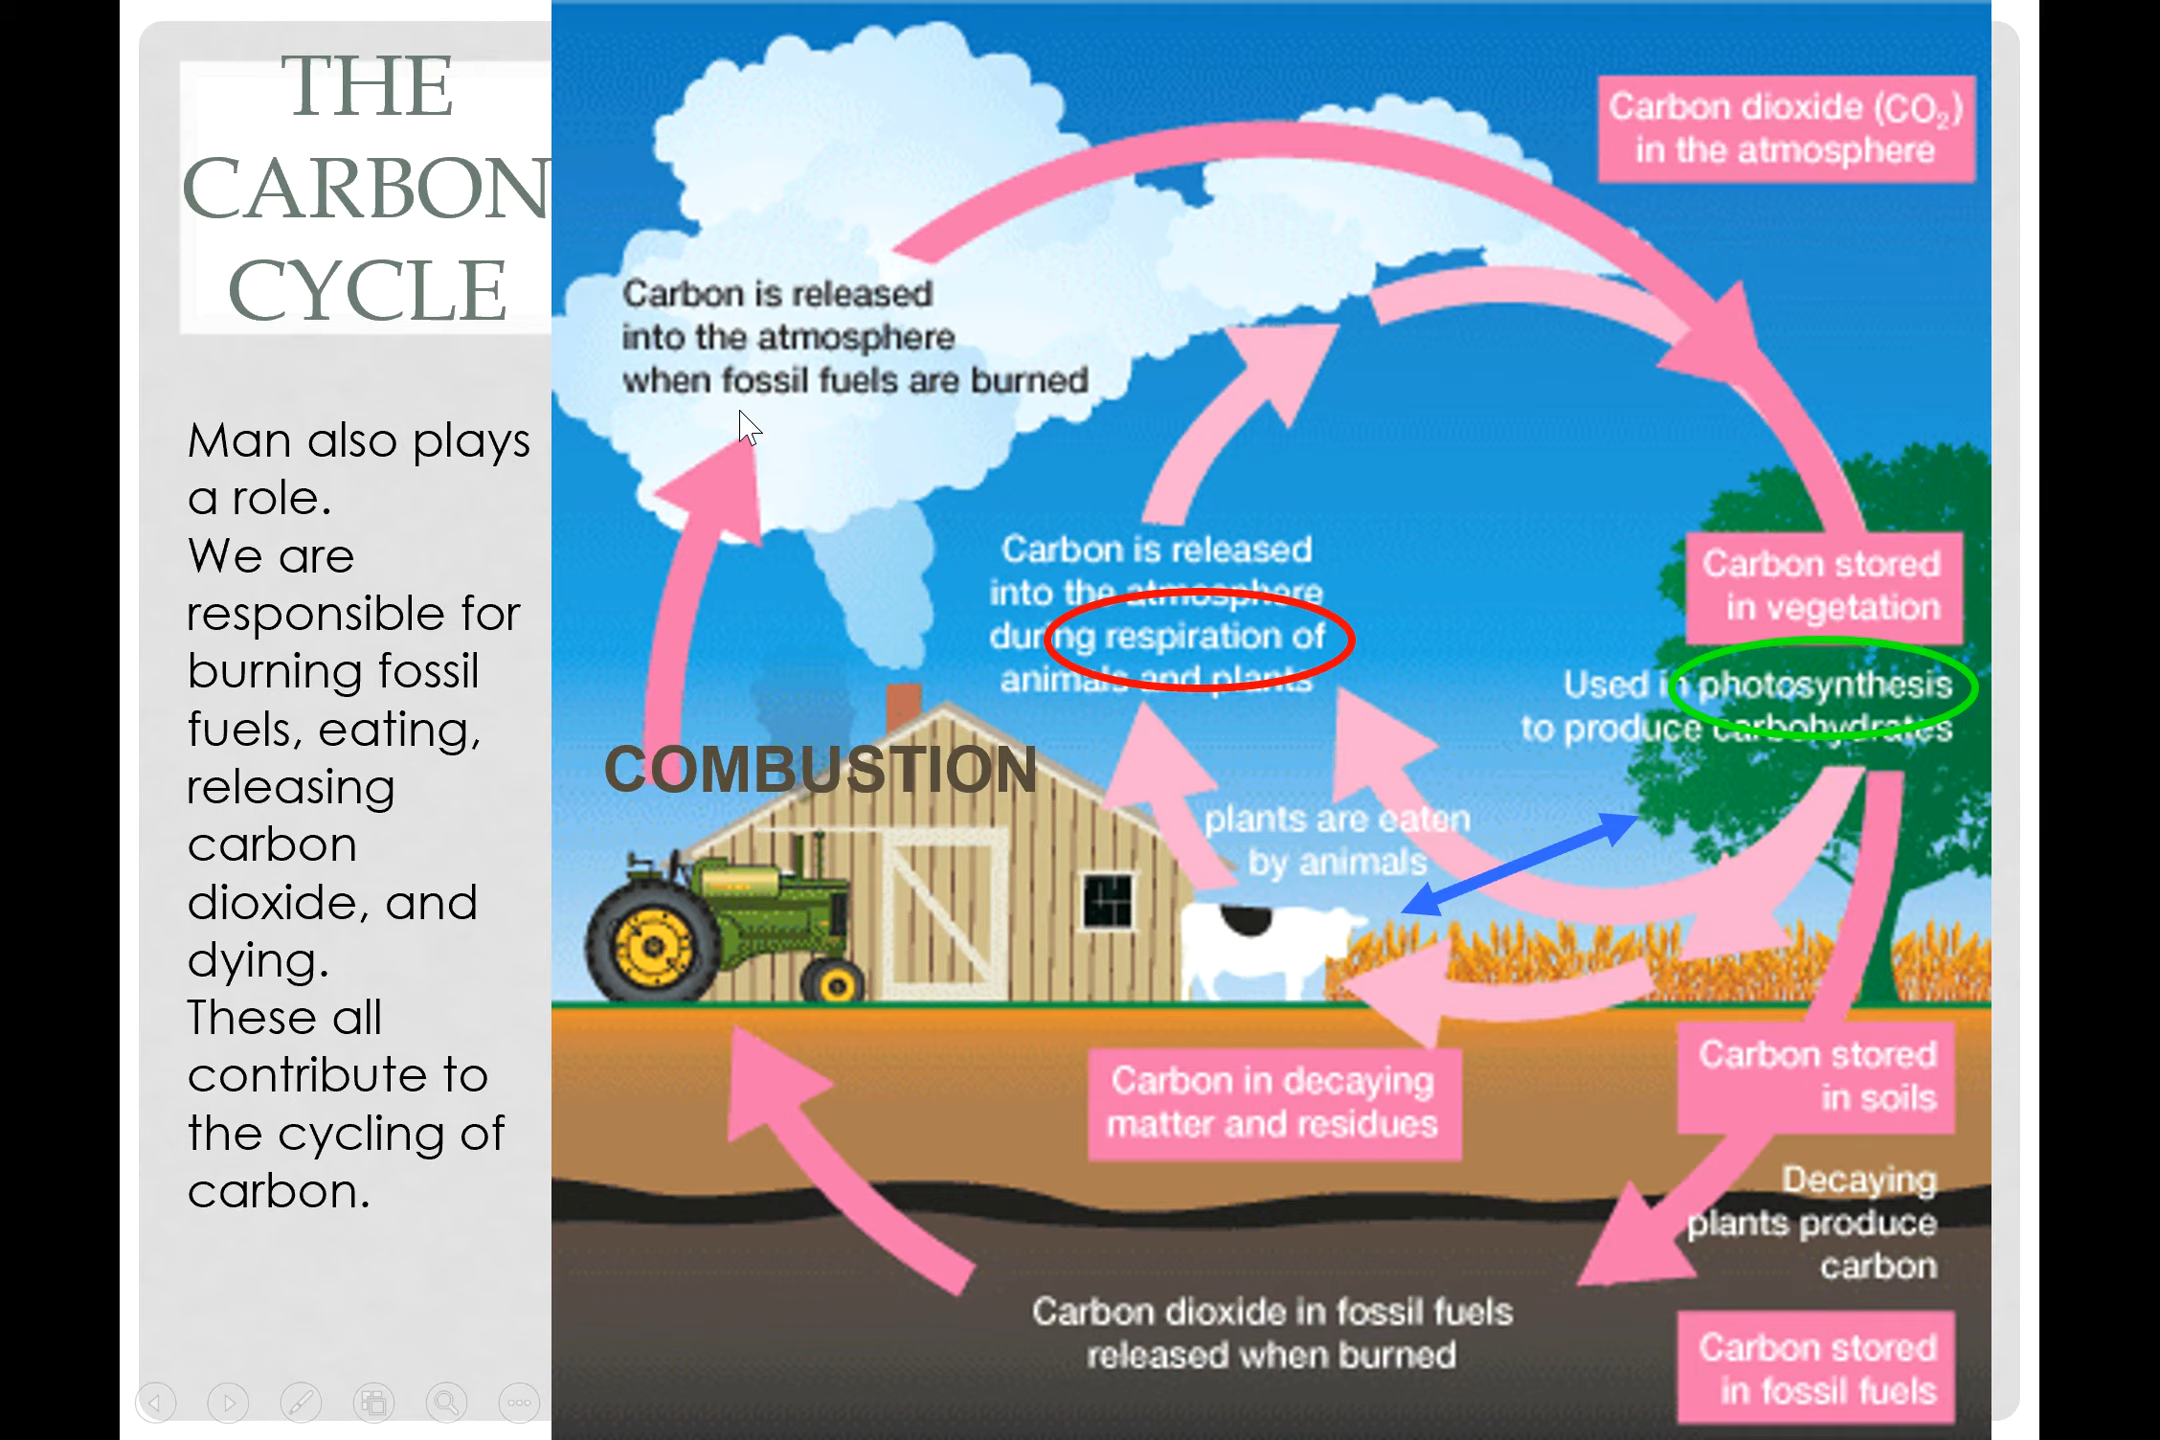 THE
CARBON
CYCLE
Man also plays
a role.
We are
responsible for
burning fossil
fuels, eating,
releasing
carbon
dioxide, and
dying.
These all
contribute to
the cycling of
carbon.
Carbon dioxide (CO₂)
in the atmosphere
Carbon is released
into the atmosphere
when fossil fuels are burned
Carbon is released
into the atmosphere
during respiration of
animals and plants
Carbon stored
in vegetation
Used in photosynthesis
to produce carbohydrates
COMBUSTION
plants are eaten
by animals
Carbon in decaying
matter and residues
Carbon stored
in soils
Decaying
plants produce
carbon
Carbon dioxide in fossil fuels
released when burned
Carbon stored
in fossil fuels